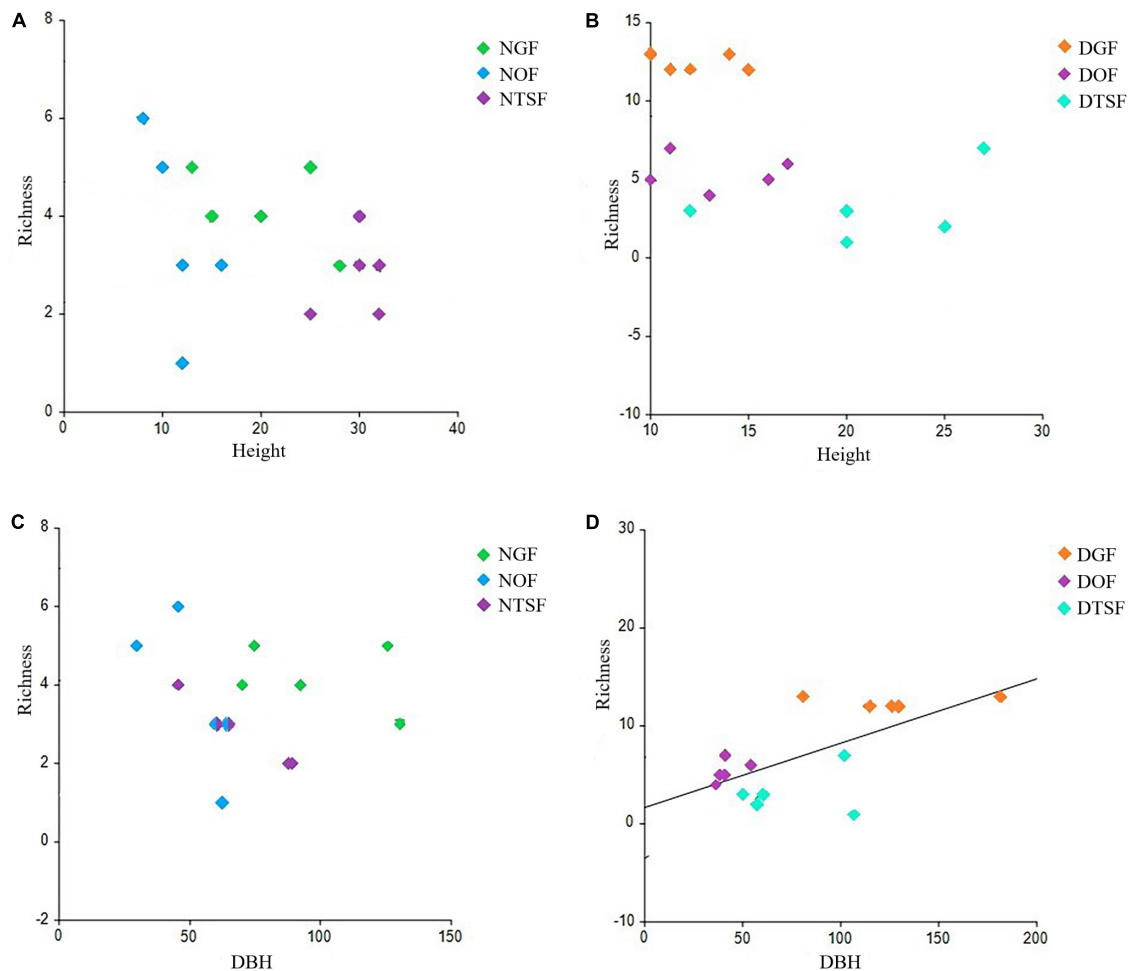 A
8
6
4
2
0
Richness
0 10 20 30 40
Height
NGF
NOF
NTSF
B
15
10
5
0
-5
-10
Richness
10 15 20 25 30
Height
DGF
DOF
DTSF
C
8
6
4
2
0
-2
Richness
0 50 100 150
DBH
NGF
NOF
NTSF
D
30
20
10
0
-10
Richness
0 50 100 150 200
DBH
DGF
DOF
DTSF